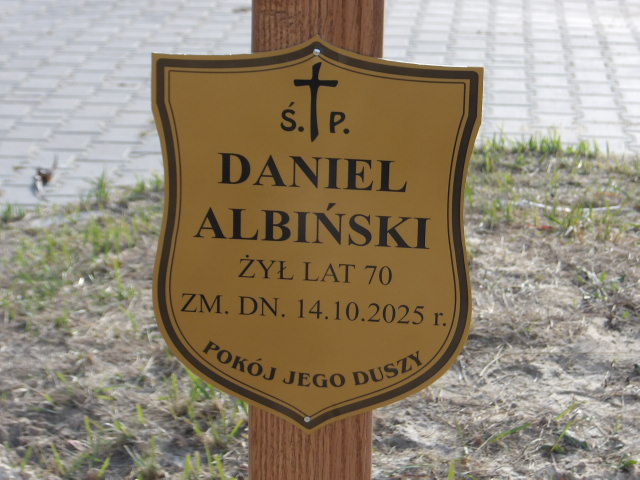 Ś. P.
DANIEL
ALBIŃSKI
ŻYŁ LAT 70
ZM. DN. 14.10.2025 r.
POKÓJ JEGO DUSZY